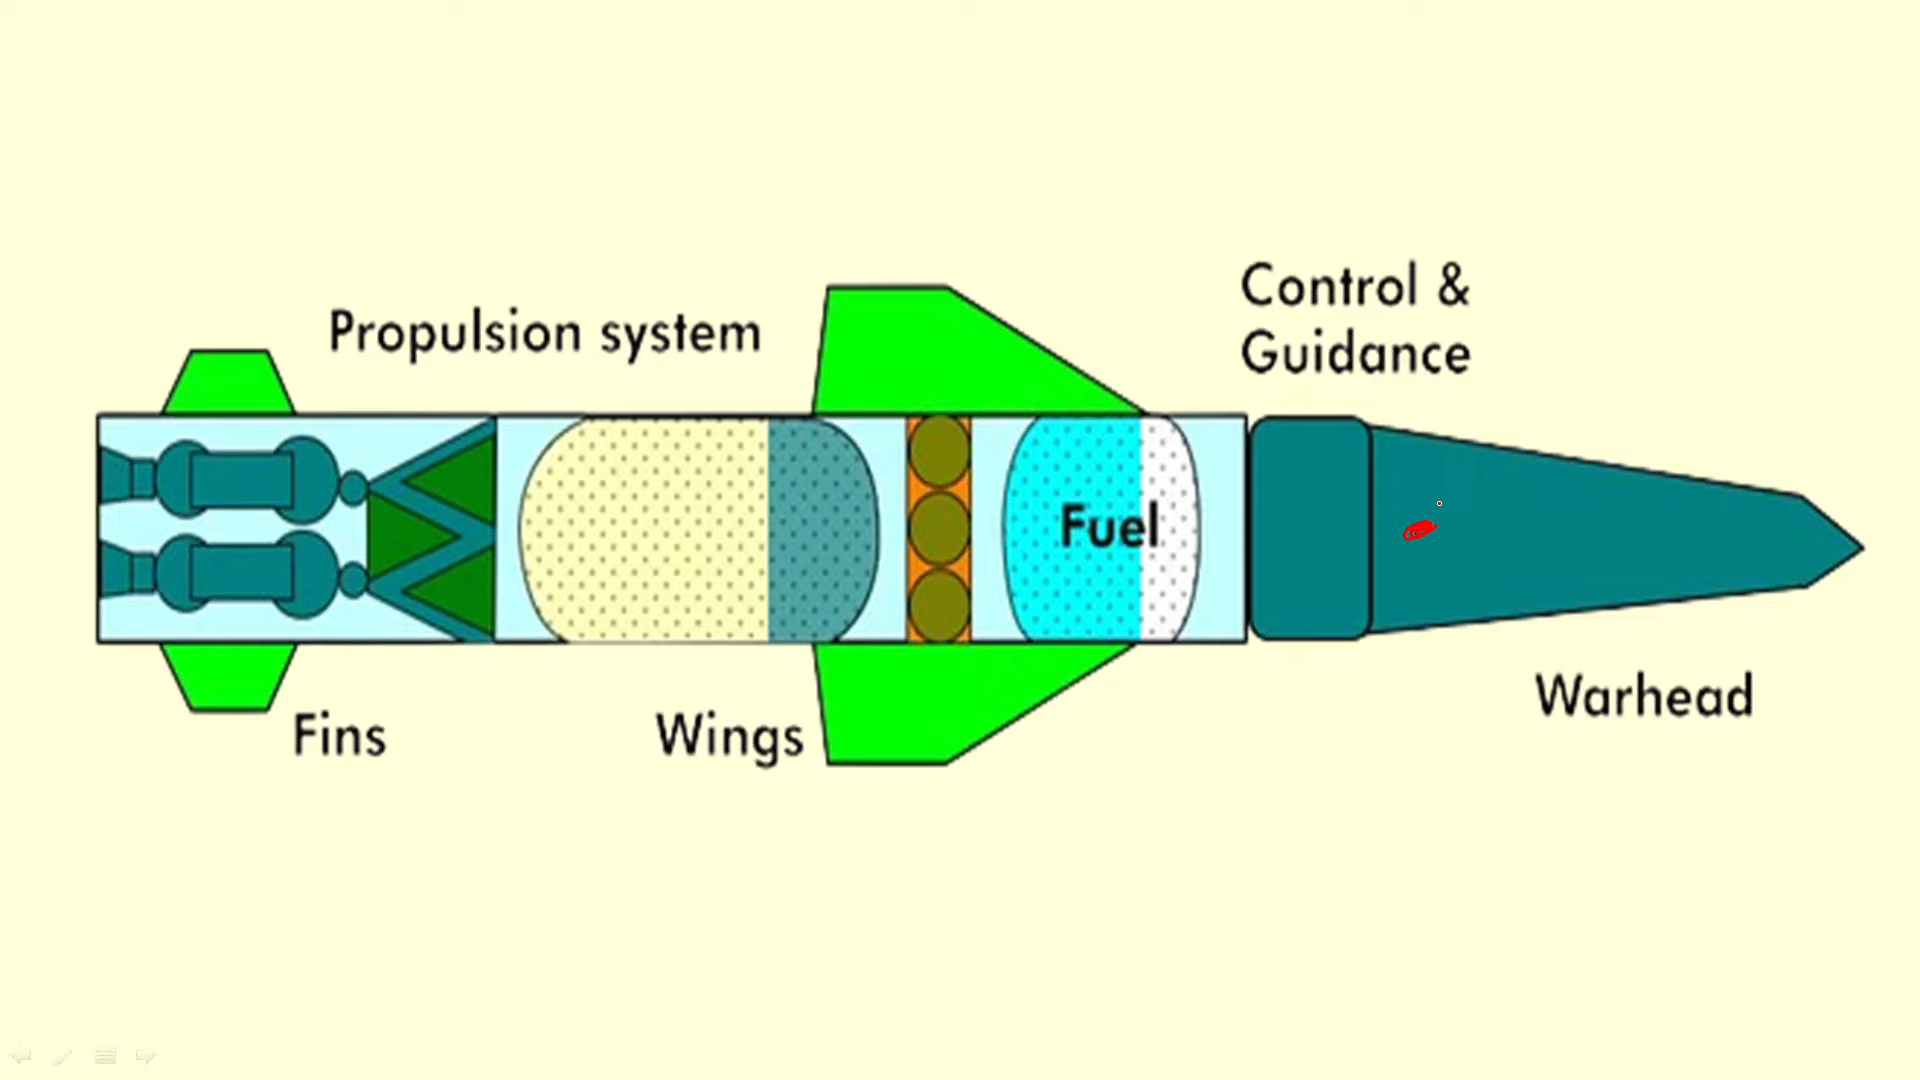 Control &
Guidance
Propulsion system
Fuel
Warhead
Fins
Wings